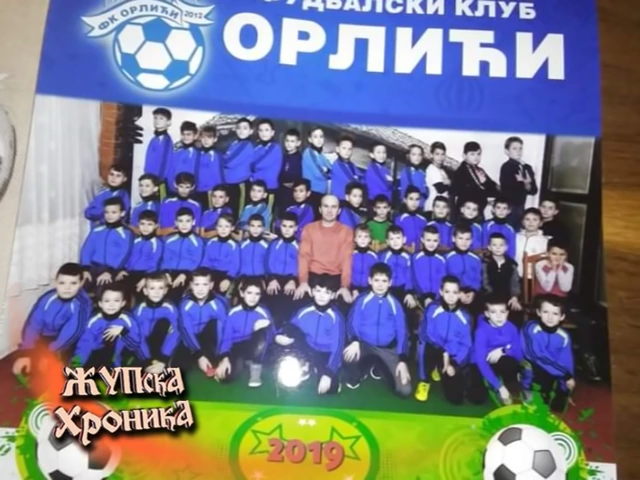 ФК ОРЛИЋИ 2012
ФУДБАЛСКИ КЛУБ
ОРЛИЋИ
ЖУПска
Хроника
2019